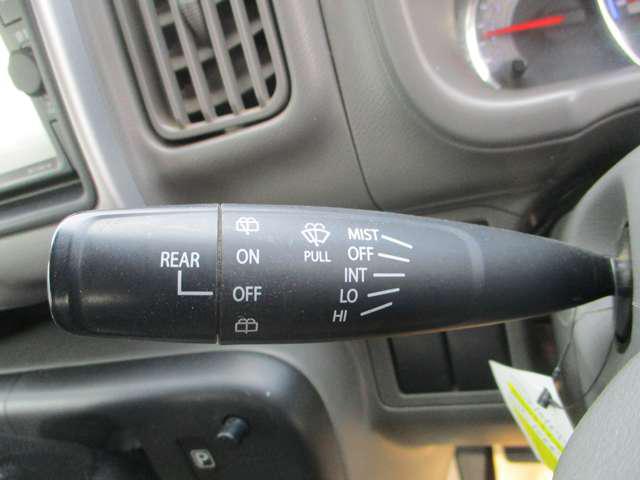 REAR
ON
OFF
PULL
MIST
OFF
INT
LO
HI
P